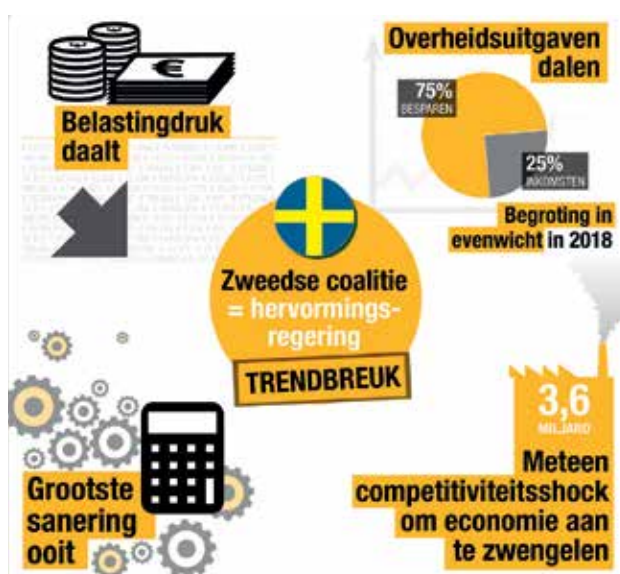 Belastingdruk
daalt
Overheidsuitgaven
dalen
75%
BESPAREN
25%
INKOMSTEN
Begroting in
evenwicht in 2018
Zweedse coalitie
= hervormings-
regering
TRENDBREUK
Grootste
sanering
ooit
3,6
MILJARD
Meteen
competitiviteitsshock
om economie aan
te zwengelen